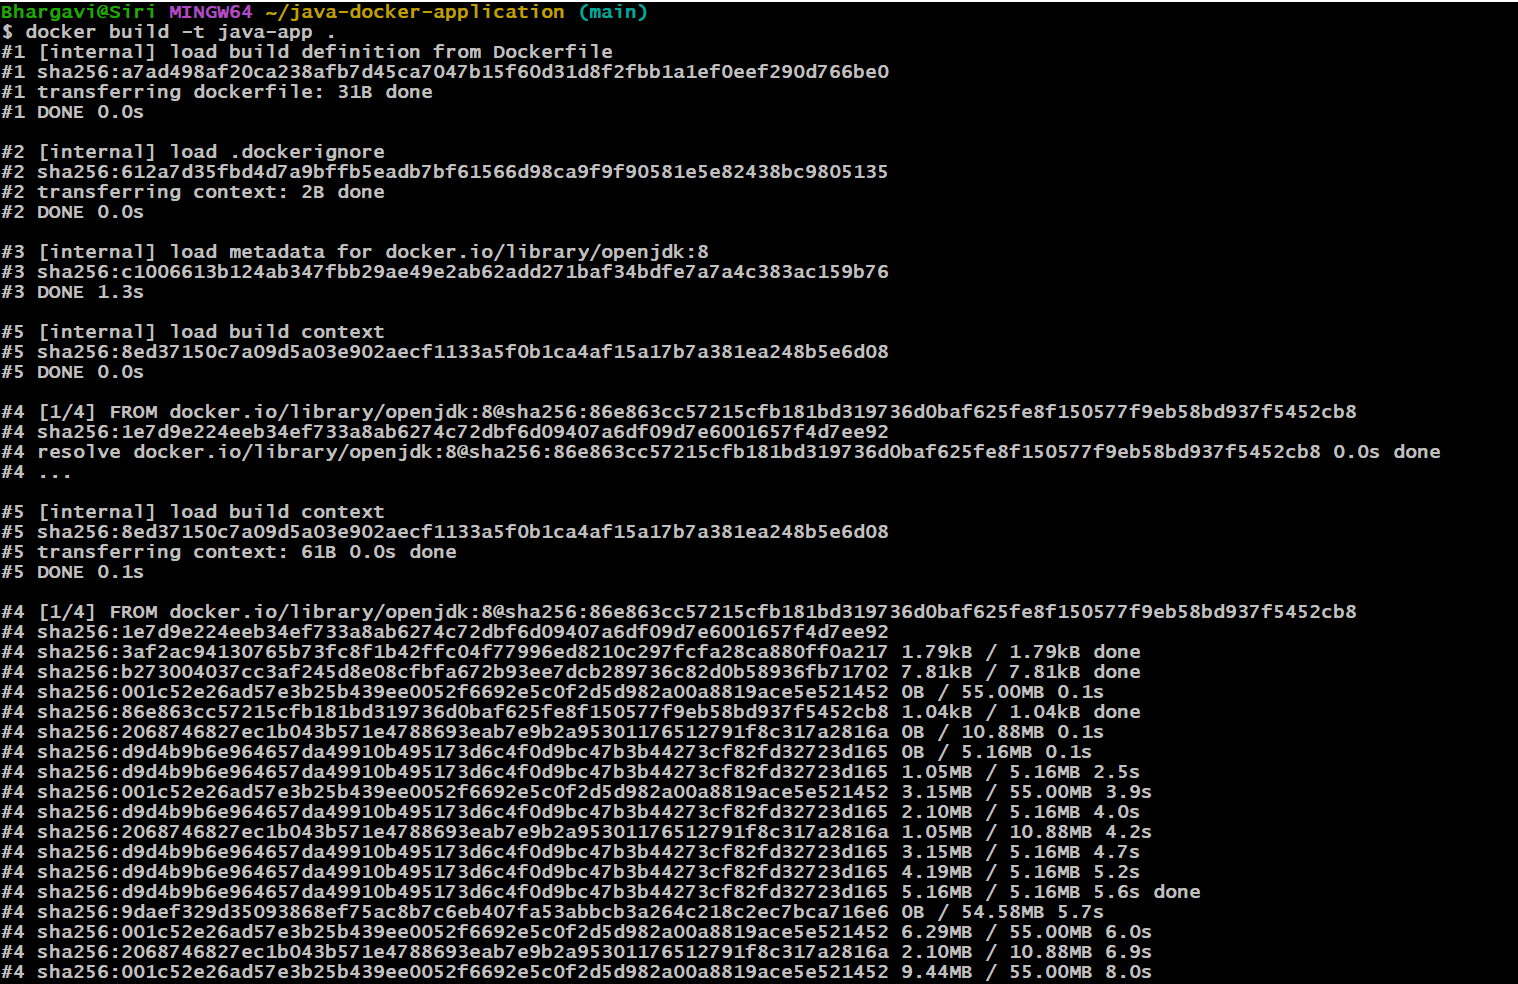 Bhargavi@Siri MINGW64 ~/java-docker-application (main)
$ docker build -t java-app .
#1 [internal] load build definition from Dockerfile
#1 sha256:a7ad498af20ca238afb7d45ca7047b15f60d31d8f2fbb1a1ef0eef290d766be0
#1 transferring dockerfile: 31B done
#1 DONE 0.0s

#2 [internal] load .dockerignore
#2 sha256:612a7d35fbd4d7a9bffb5eadb7bf61566d98ca9f9f90581e5e82438bc9805135
#2 transferring context: 2B done
#2 DONE 0.0s

#3 [internal] load metadata for docker.io/library/openjdk:8
#3 sha256:c1006613b124ab347fbb29ae49e2ab62add271baf34bdfe7a7a4c383ac159b76
#3 DONE 1.3s

#5 [internal] load build context
#5 sha256:8ed37150c7a09d5a03e902aecf1133a5f0b1ca4af15a17b7a381ea248b5e6d08
#5 DONE 0.0s

#4 [1/4] FROM docker.io/library/openjdk:8@sha256:86e863cc57215cfb181bd319736d0baf625fe8f150577f9eb58bd937f5452cb8
#4 sha256:1e7d9e224eeb34ef733a8ab6274c72dbf6d09407a6df09d7e6001657f4d7ee92
#4 resolve docker.io/library/openjdk:8@sha256:86e863cc57215cfb181bd319736d0baf625fe8f150577f9eb58bd937f5452cb8 0.0s done
#4 ...

#5 [internal] load build context
#5 sha256:8ed37150c7a09d5a03e902aecf1133a5f0b1ca4af15a17b7a381ea248b5e6d08
#5 transferring context: 61B 0.0s done
#5 DONE 0.1s

#4 [1/4] FROM docker.io/library/openjdk:8@sha256:86e863cc57215cfb181bd319736d0baf625fe8f150577f9eb58bd937f5452cb8
#4 sha256:1e7d9e224eeb34ef733a8ab6274c72dbf6d09407a6df09d7e6001657f4d7ee92
#4 sha256:3af2ac94130765b73fc8f1b42ffc04f77996ed8210c297fcfa28ca880ff0a217 1.79kB / 1.79kB done
#4 sha256:b273004037cc3af245d8e08cfbfa672b93ee7dcb289736c82d0b58936fb71702 7.81kB / 7.81kB done
#4 sha256:001c52e26ad57e3b25b439ee0052f6692e5c0f2d5d982a00a8819ace5e521452 0B / 55.00MB 0.1s
#4 sha256:86e863cc57215cfb181bd319736d0baf625fe8f150577f9eb58bd937f5452cb8 1.04kB / 1.04kB done
#4 sha256:2068746827ec1b043b571e4788693eab7e9b2a95301176512791f8c317a2816a 0B / 10.88MB 0.1s
#4 sha256:d9d4b9b6e964657da49910b495173d6c4f0d9bc47b3b44273cf82fd32723d165 0B / 5.16MB 0.1s
#4 sha256:d9d4b9b6e964657da49910b495173d6c4f0d9bc47b3b44273cf82fd32723d165 1.05MB / 5.16MB 2.5s
#4 sha256:001c52e26ad57e3b25b439ee0052f6692e5c0f2d5d982a00a8819ace5e521452 3.15MB / 55.00MB 3.9s
#4 sha256:d9d4b9b6e964657da49910b495173d6c4f0d9bc47b3b44273cf82fd32723d165 2.10MB / 5.16MB 4.0s
#4 sha256:2068746827ec1b043b571e4788693eab7e9b2a95301176512791f8c317a2816a 1.05MB / 10.88MB 4.2s
#4 sha256:d9d4b9b6e964657da49910b495173d6c4f0d9bc47b3b44273cf82fd32723d165 3.15MB / 5.16MB 4.7s
#4 sha256:d9d4b9b6e964657da49910b495173d6c4f0d9bc47b3b44273cf82fd32723d165 4.19MB / 5.16MB 5.2s
#4 sha256:d9d4b9b6e964657da49910b495173d6c4f0d9bc47b3b44273cf82fd32723d165 5.16MB / 5.16MB 5.6s done
#4 sha256:9daef329d35093868ef75ac8b7c6eb407fa53abbcb3a264c218c2ec7bca716e6 0B / 54.58MB 5.7s
#4 sha256:001c52e26ad57e3b25b439ee0052f6692e5c0f2d5d982a00a8819ace5e521452 6.29MB / 55.00MB 6.0s
#4 sha256:2068746827ec1b043b571e4788693eab7e9b2a95301176512791f8c317a2816a 2.10MB / 10.88MB 6.9s
#4 sha256:001c52e26ad57e3b25b439ee0052f6692e5c0f2d5d982a00a8819ace5e521452 9.44MB / 55.00MB 8.0s